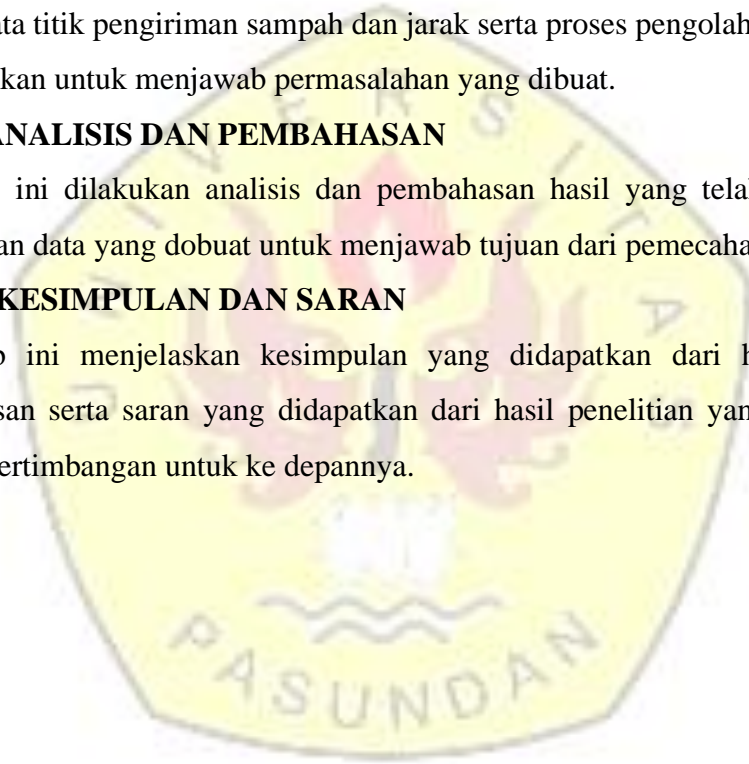 ata titik pengiriman sampah dan jarak serta proses pengolah
kan untuk menjawab permasalahan yang dibuat.
ANALISIS DAN PEMBAHASAN
ini dilakukan analisis dan pembahasan hasil yang tela
an data yang dobuat untuk menjawab tujuan dari pemecaha
KESIMPULAN DAN SARAN
ini menjelaskan kesimpulan yang didapatkan dari
san serta saran yang didapatkan dari hasil penelitian yan
ertimbangan untuk ke depannya.
UNIVERSITAS
PASUNDAN